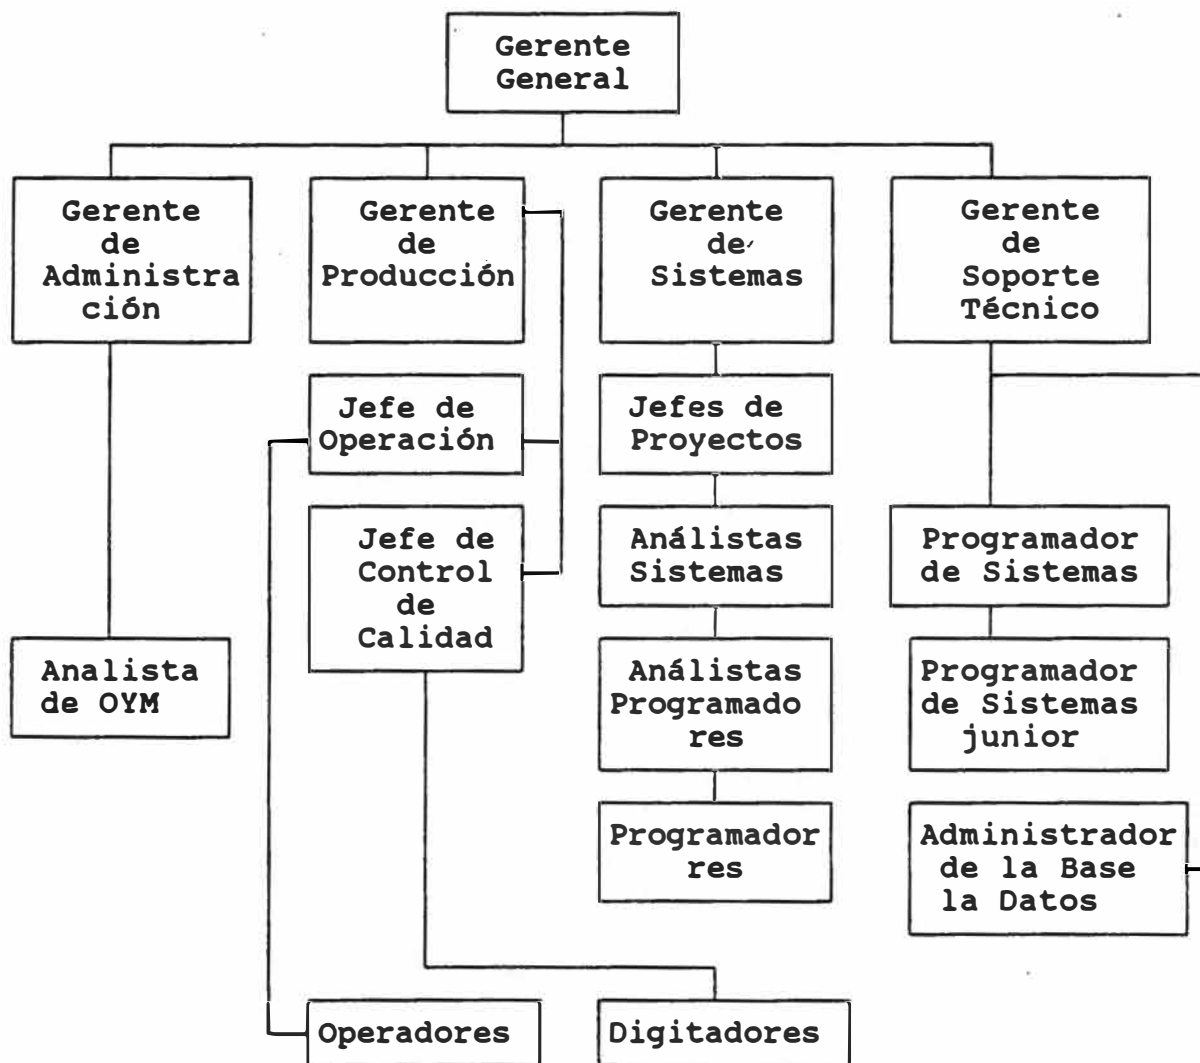 Gerente
General
Gerente
de
Administra
ción
Gerente
de
Producción
Gerente
de
Sistemas
Gerente
de
Soporte
Técnico
Jefe de
Operación
Jefes de
Proyectos
Jefe de
Control
de
Calidad
Análistas
Sistemas
Programador
de Sistemas
Analista
de OYM
Análistas
Programado
res
Programador
de Sistemas
junior
Programador
res
Administrador
de la Base
la Datos
Operadores
Digitadores